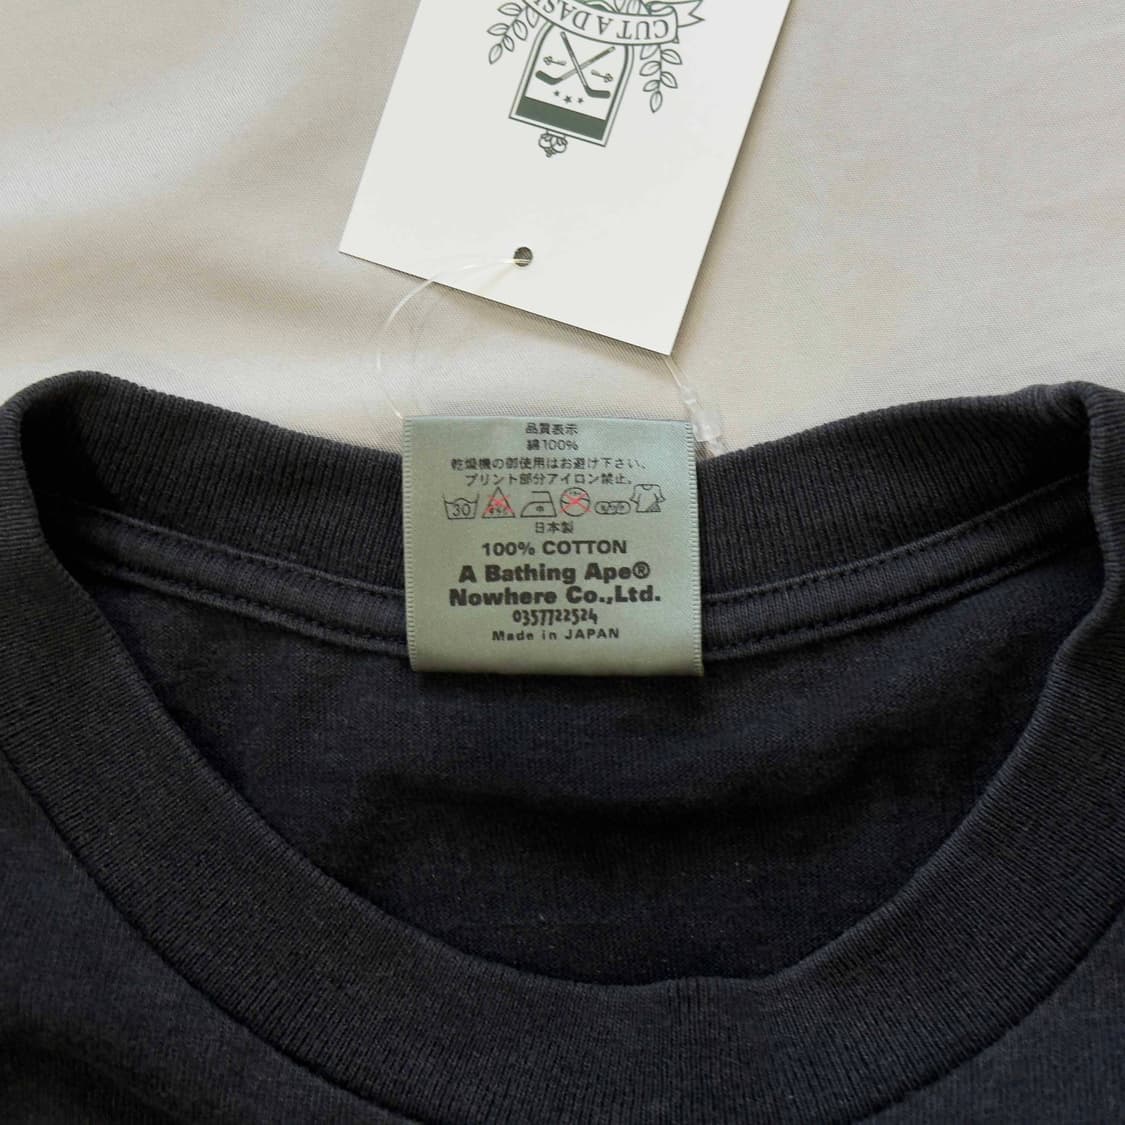 CUT A DASH
品質表示
綿100%
乾燥機の御使用はお避け下さい。
プリント部分アイロン禁止。
30 中
日本製
100% COTTON
A Bathing Ape®
Nowhere Co.,Ltd.
0357722524
Made in JAPAN